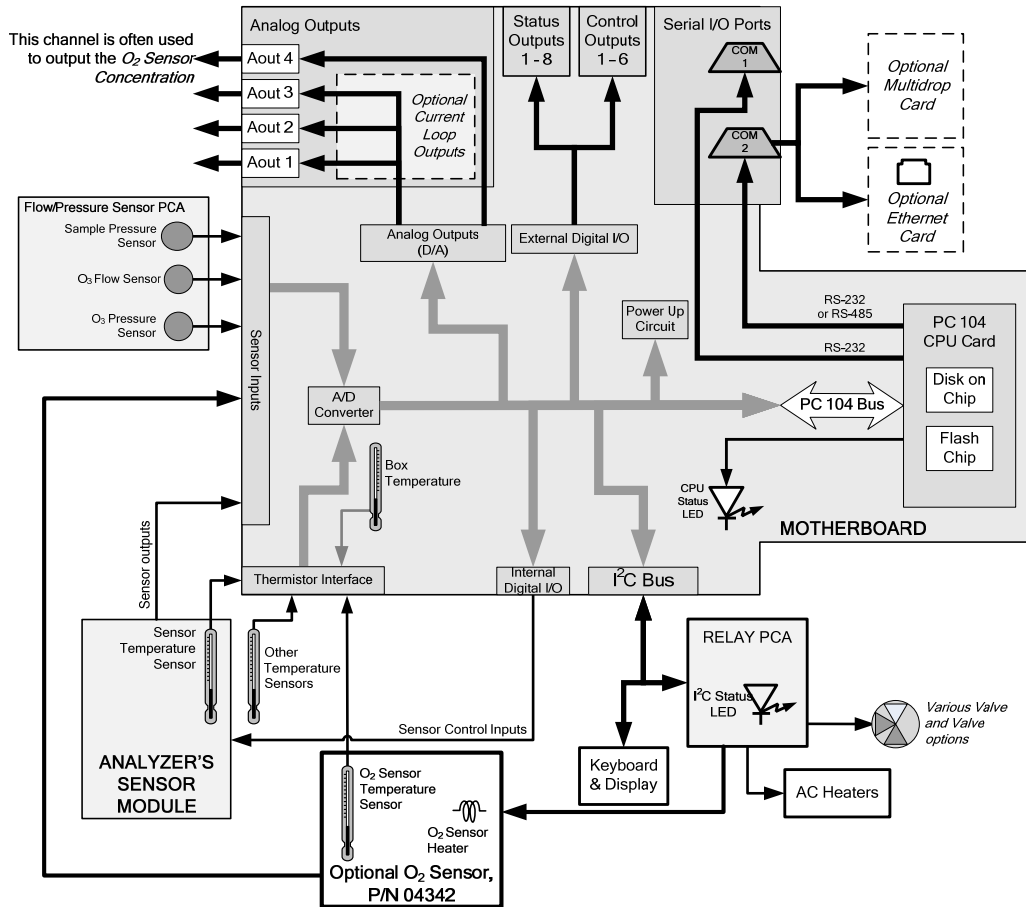 This channel is often used
to output the O2 Sensor
Concentration
Analog Outputs
Aout 4
Aout 3
Aout 2
Aout 1
Optional
Current
Loop
Outputs
Status
Outputs
1 - 8
Control
Outputs
1 – 6
Serial I/O Ports
COM
1
COM
2
Optional
Multidrop
Card
Optional
Ethernet
Card
Flow/Pressure Sensor PCA
Sample Pressure
Sensor
O3 Flow Sensor
O3 Pressure
Sensor
Sensor Inputs
Analog Outputs
(D/A)
External Digital I/O
Power Up
Circuit
RS-232
or RS-485
RS-232
PC 104
CPU Card
Disk on
Chip
Flash
Chip
A/D
Converter
PC 104 Bus
Box
Temperature
CPU
Status
LED
MOTHERBOARD
Sensor outputs
Thermistor Interface
Internal
Digital I/O
I2C Bus
Sensor
Temperature
Sensor
Other
Temperature
Sensors
RELAY PCA
I2C Status
LED
Various Valve
and Valve
options
Sensor Control Inputs
ANALYZER'S
SENSOR
MODULE
Keyboard
& Display
AC Heaters
O2 Sensor
Temperature
Sensor
O2 Sensor
Heater
Optional O2 Sensor,
P/N 04342